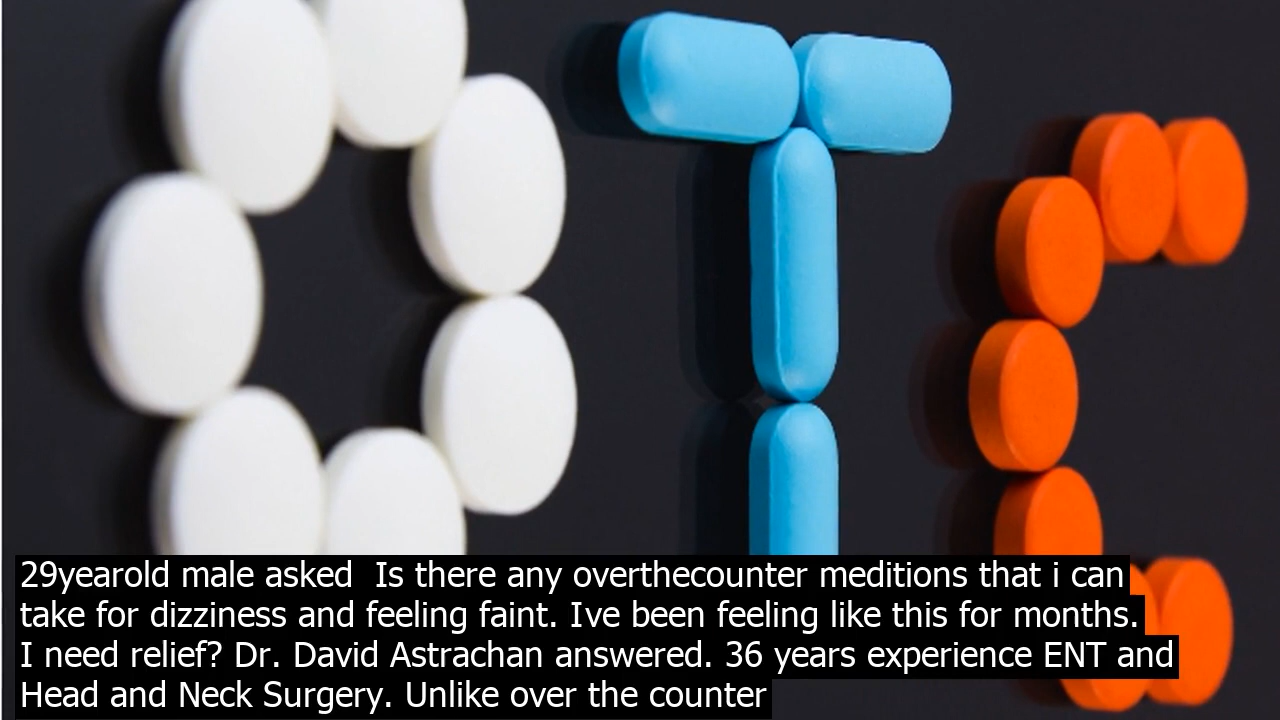 OTC
29yearold male asked  Is there any overthecounter meditions that i can
take for dizziness and feeling faint. Ive been feeling like this for months.
I need relief? Dr. David Astrachan answered. 36 years experience ENT and
Head and Neck Surgery. Unlike over the counter